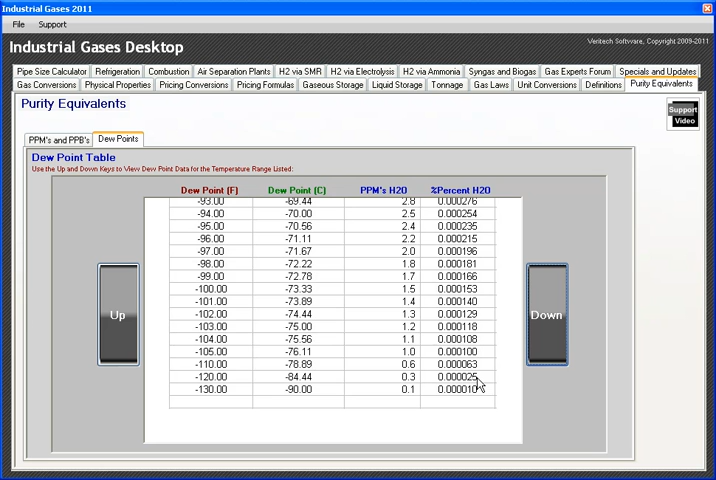 Industrial Gases 2011
File Support
Industrial Gases Desktop
Veritech Software, Copyright 2009-2011
Pipe Size Calculator Refrigeration Combustion Air Separation Plants H2 via SMR H2 via Electrolysis H2 via Ammonia Syngas and Biogas Gas Experts Forum Specials and Updates
Gas Conversions Physical Properties Pricing Conversions Pricing Formulas Gaseous Storage Liquid Storage Tonnage Gas Laws Unit Conversions Definitions Purity Equivalents
Purity Equivalents
Support
Video
PPM's and PPB's Dew Points
Dew Point Table
Use the Up and Down Keys to View Dew Point Data for the Temperature Range Listed:
Dew Point (F) Dew Point (C) PPM's H2O %Percent H2O
-93.00 -69.44 2.8 0.000276
-94.00 -70.00 2.5 0.000254
-95.00 -70.56 2.4 0.000235
-96.00 -71.11 2.2 0.000215
-97.00 -71.67 2.0 0.000196
-98.00 -72.22 1.8 0.000181
-99.00 -72.78 1.7 0.000166
-100.00 -73.33 1.5 0.000153
-101.00 -73.89 1.4 0.000140
-102.00 -74.44 1.3 0.000129
-103.00 -75.00 1.2 0.000118
-104.00 -75.56 1.1 0.000108
-105.00 -76.11 1.0 0.000100
-110.00 -78.89 0.6 0.000063
-120.00 -84.44 0.3 0.000025
-130.00 -90.00 0.1 0.000010
Up
Down